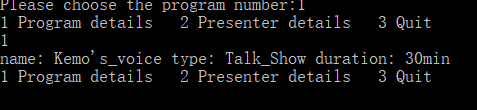 Please choose the program number:1
1 Program details   2 Presenter details   3 Quit
1
name: Kemo's_voice type: Talk_Show duration: 30min
1 Program details   2 Presenter details   3 Quit